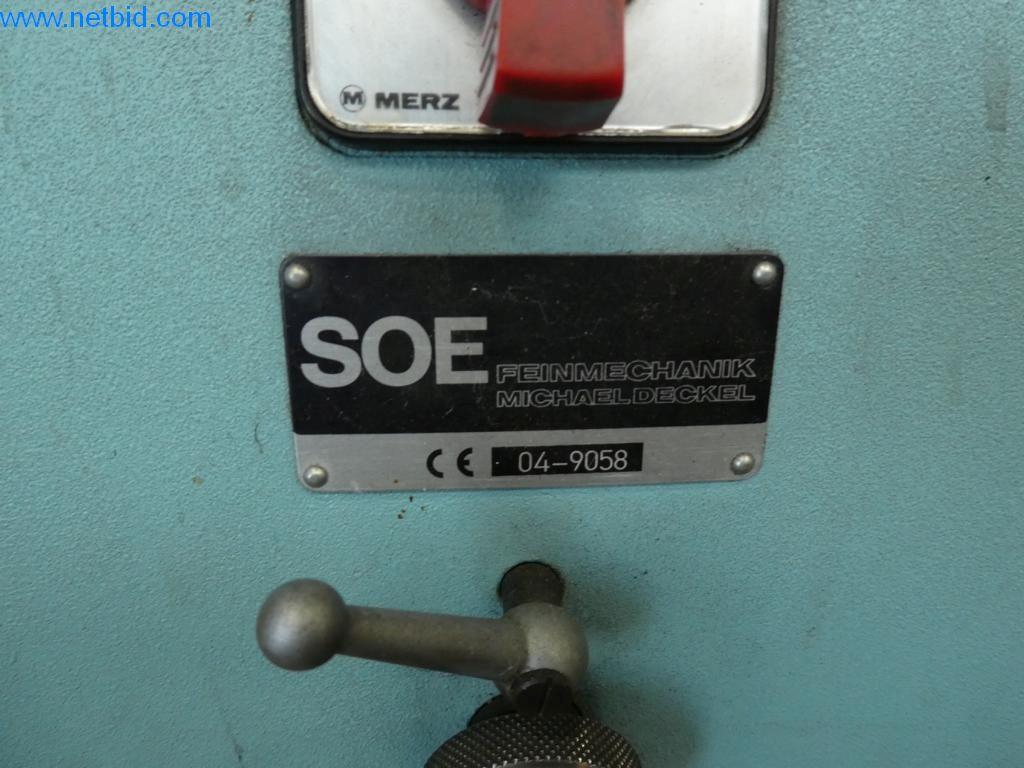 www.netbid.com
M MERZ
SOE FEINMECHANIK
MICHAEL DECKEL
CE 04-9058